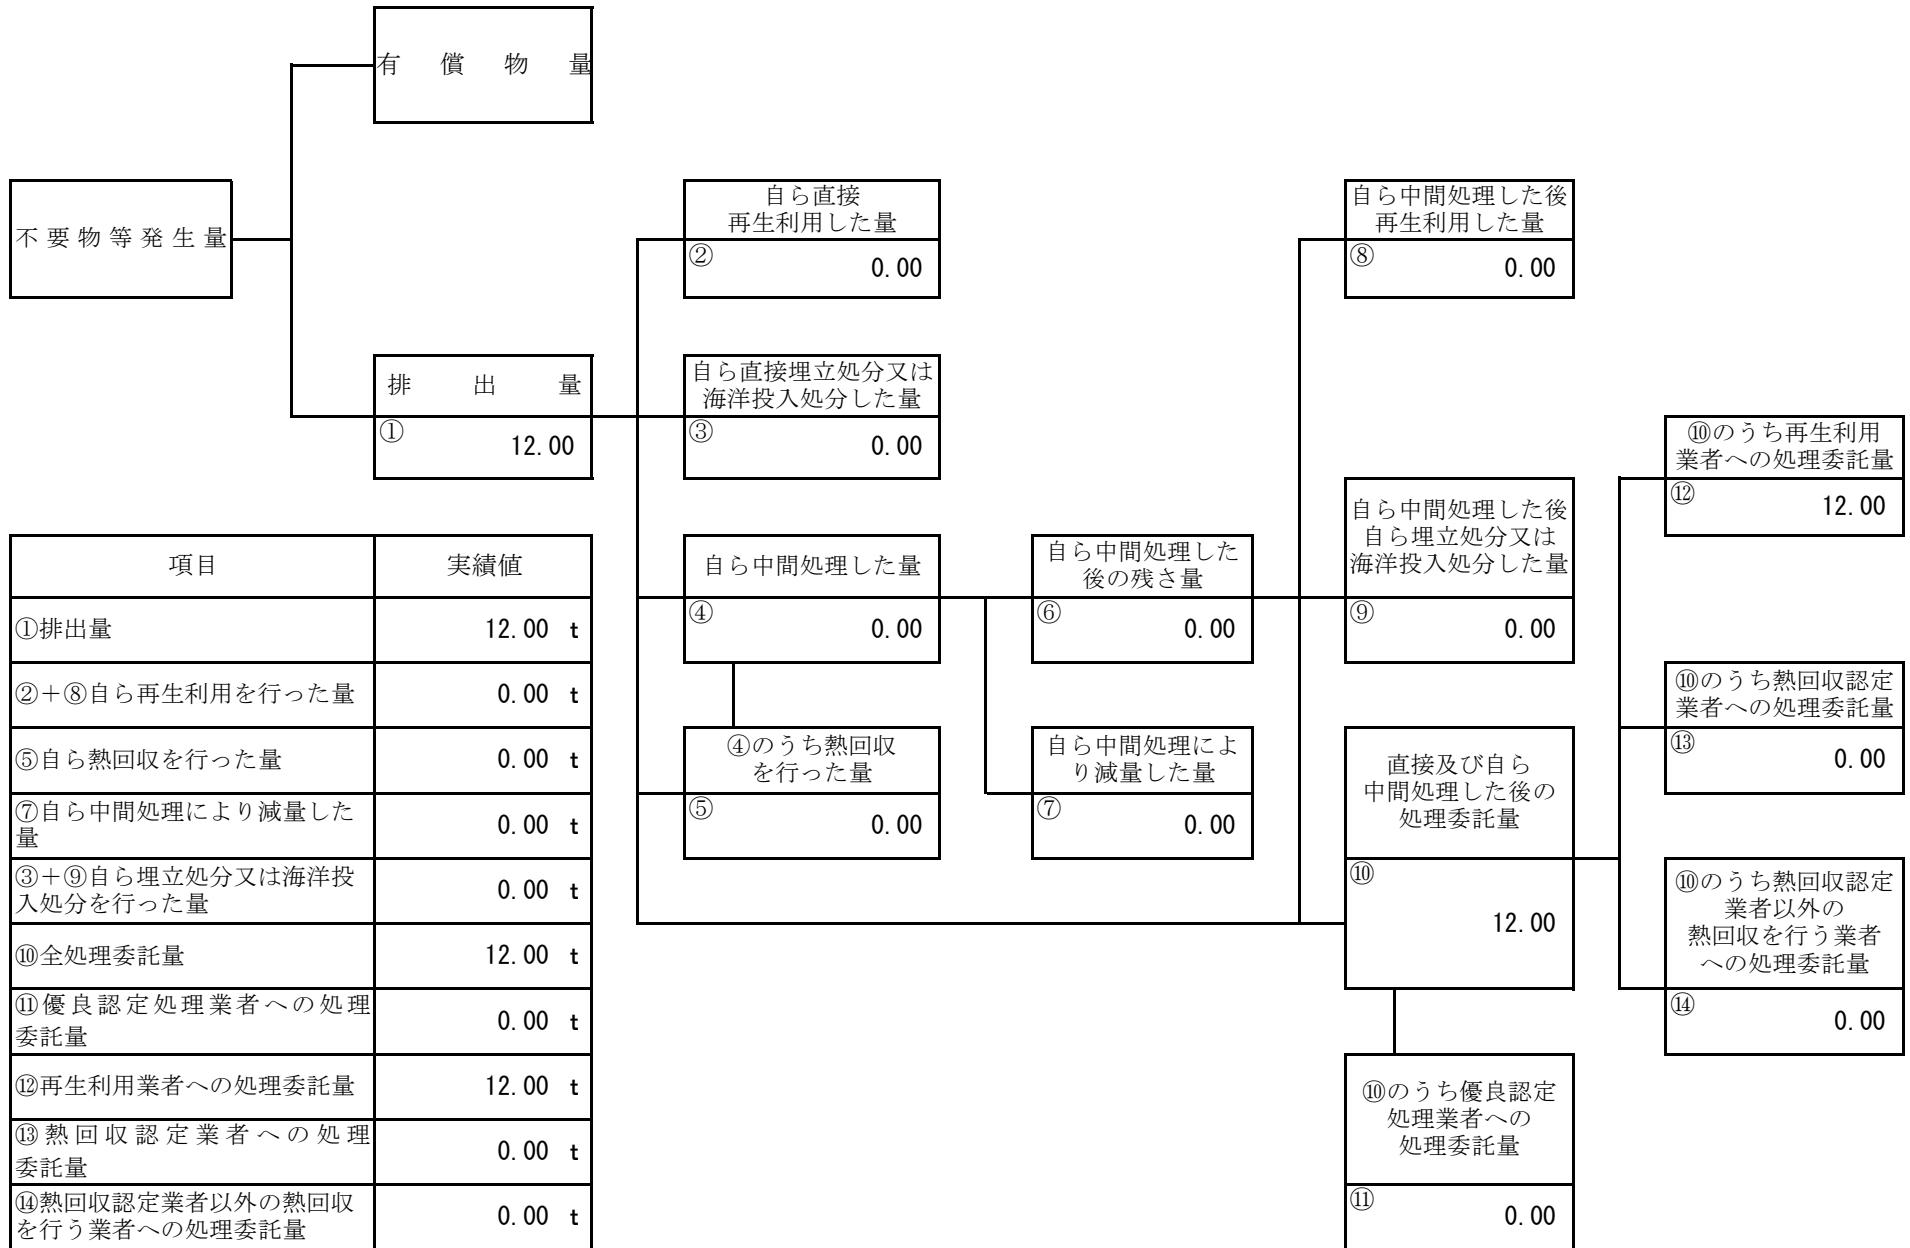 有償物量
不要物等発生量
排出量
①
12.00
自ら直接
再生利用した量
②
0.00
自ら直接埋立処分又は
海洋投入処分した量
③
0.00
自ら中間処理した量
④
0.00
④のうち熱回収
を行った量
⑤
0.00
自ら中間処理した
後の残さ量
⑥
0.00
自ら中間処理によ
り減量した量
⑦
0.00
自ら中間処理した後
再生利用した量
⑧
0.00
自ら中間処理した後
自ら埋立処分又は
海洋投入処分した量
⑨
0.00
直接及び自ら
中間処理した後の
処理委託量
⑩
12.00
⑩のうち優良認定
処理業者への
処理委託量
⑪
0.00
⑩のうち再生利用
業者への処理委託量
⑫
12.00
⑩のうち熱回収認定
業者への処理委託量
⑬
0.00
⑩のうち熱回収認定
業者以外の
熱回収を行う業者
への処理委託量
⑭
0.00
項目 実績値
①排出量 12.00 t
②＋⑧自ら再生利用を行った量 0.00 t
⑤自ら熱回収を行った量 0.00 t
⑦自ら中間処理により減量した
量 0.00 t
③＋⑨自ら埋立処分又は海洋投
入処分を行った量 0.00 t
⑩全処理委託量 12.00 t
⑪優良認定処理業者への処理
委託量 0.00 t
⑫再生利用業者への処理委託量 12.00 t
⑬熱回収認定業者への処理
委託量 0.00 t
⑭熱回収認定業者以外の熱回収
を行う業者への処理委託量 0.00 t